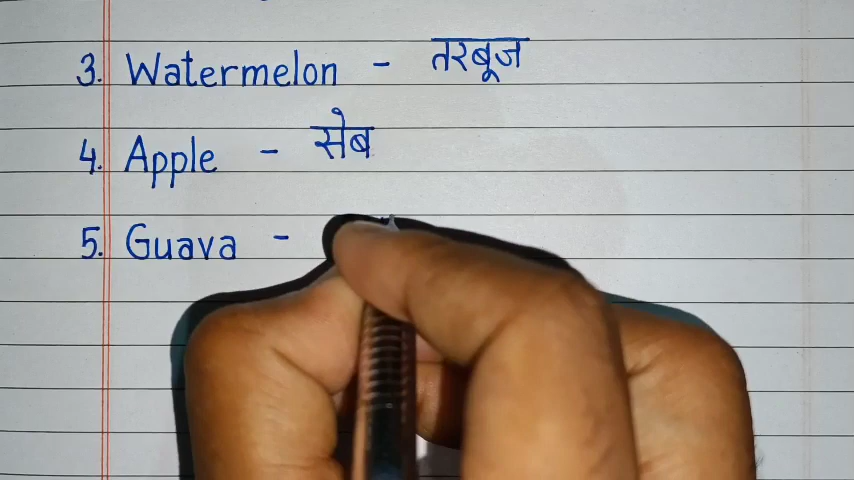 3. Watermelon - तरबूज
4. Apple - सेब
5. Guava -